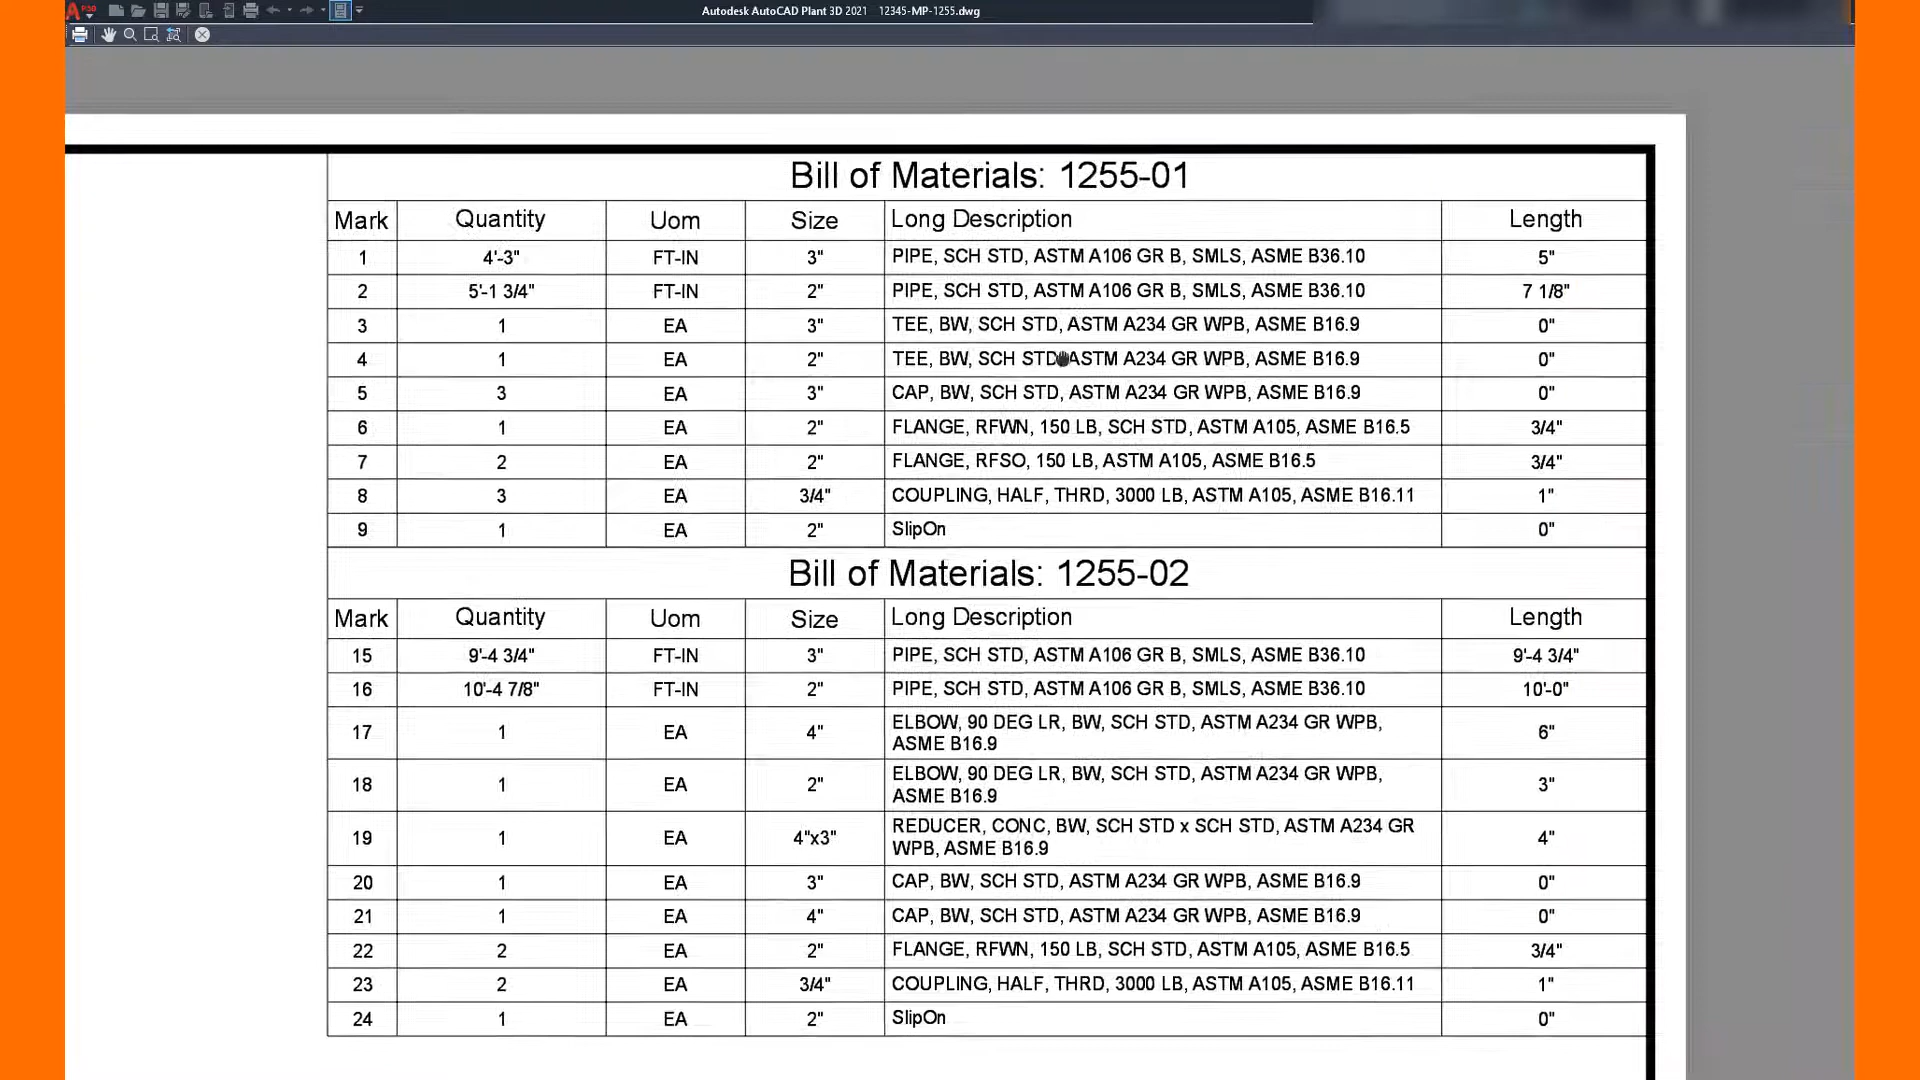 Autodesk AutoCAD Plant 3D 2021 12345-MP-1255.dwg
Bill of Materials: 1255-01
Mark Quantity Uom Size Long Description Length
1 4'-3" FT-IN 3" PIPE, SCH STD, ASTM A106 GR B, SMLS, ASME B36.10 5"
2 5'-1 3/4" FT-IN 2" PIPE, SCH STD, ASTM A106 GR B, SMLS, ASME B36.10 7 1/8"
3 1 EA 3" TEE, BW, SCH STD, ASTM A234 GR WPB, ASME B16.9 0"
4 1 EA 2" TEE, BW, SCH STD, ASTM A234 GR WPB, ASME B16.9 0"
5 3 EA 3" CAP, BW, SCH STD, ASTM A234 GR WPB, ASME B16.9 0"
6 1 EA 2" FLANGE, RFWN, 150 LB, SCH STD, ASTM A105, ASME B16.5 3/4"
7 2 EA 2" FLANGE, RFSO, 150 LB, ASTM A105, ASME B16.5 3/4"
8 3 EA 3/4" COUPLING, HALF, THRD, 3000 LB, ASTM A105, ASME B16.11 1"
9 1 EA 2" SlipOn 0"
Bill of Materials: 1255-02
Mark Quantity Uom Size Long Description Length
15 9'-4 3/4" FT-IN 3" PIPE, SCH STD, ASTM A106 GR B, SMLS, ASME B36.10 9'-4 3/4"
16 10'-4 7/8" FT-IN 2" PIPE, SCH STD, ASTM A106 GR B, SMLS, ASME B36.10 10'-0"
17 1 EA 4" ELBOW, 90 DEG LR, BW, SCH STD, ASTM A234 GR WPB, 6"
ASME B16.9
18 1 EA 2" ELBOW, 90 DEG LR, BW, SCH STD, ASTM A234 GR WPB, 3"
ASME B16.9
19 1 EA 4"x3" REDUCER, CONC, BW, SCH STD x SCH STD, ASTM A234 GR 4"
WPB, ASME B16.9
20 1 EA 3" CAP, BW, SCH STD, ASTM A234 GR WPB, ASME B16.9 0"
21 1 EA 4" CAP, BW, SCH STD, ASTM A234 GR WPB, ASME B16.9 0"
22 2 EA 2" FLANGE, RFWN, 150 LB, SCH STD, ASTM A105, ASME B16.5 3/4"
23 2 EA 3/4" COUPLING, HALF, THRD, 3000 LB, ASTM A105, ASME B16.11 1"
24 1 EA 2" SlipOn 0"